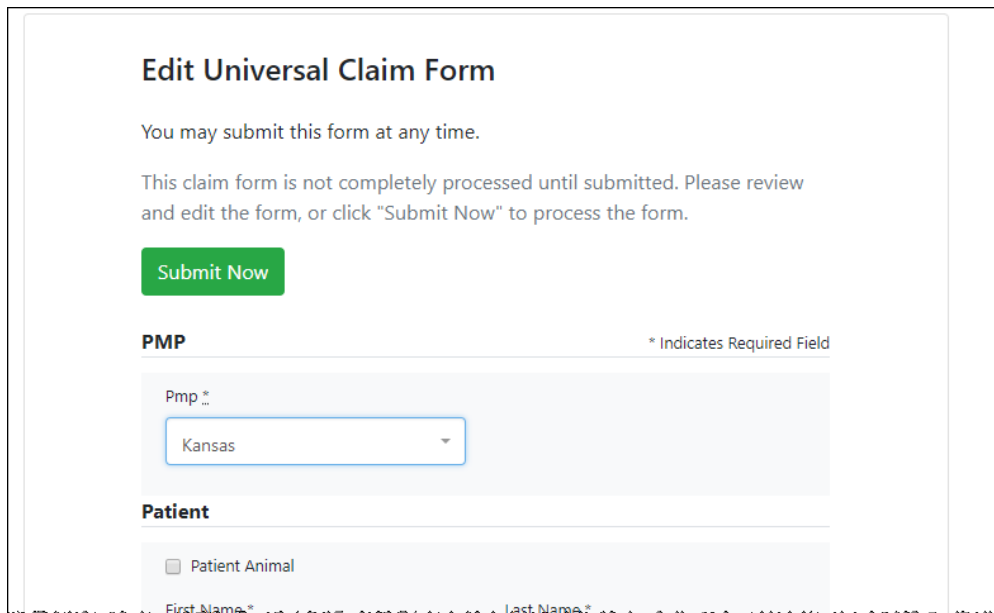 Edit Universal Claim Form
You may submit this form at any time.
This claim form is not completely processed until submitted. Please review
and edit the form, or click "Submit Now" to process the form.
Submit Now
PMP
* Indicates Required Field
Pmp *
Kansas
Patient
Patient Animal
First Name * Last Name *